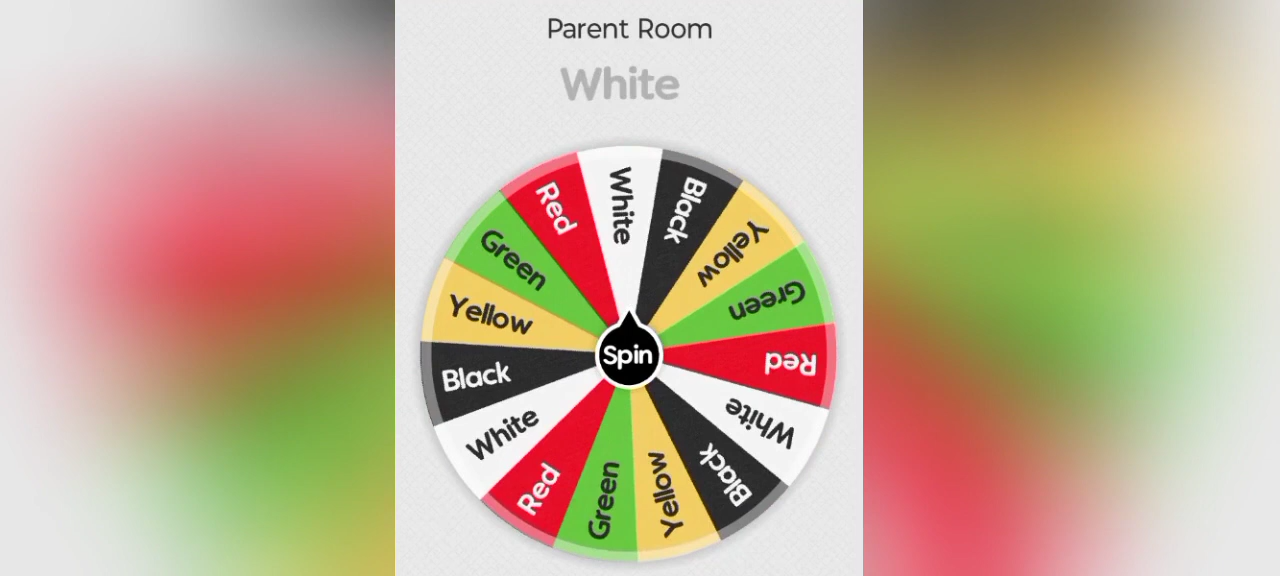 Parent Room
White
White
Black
Yellow
Green
Red
White
Black
Yellow
Green
Red
White
Black
Yellow
Green
Red
Spin